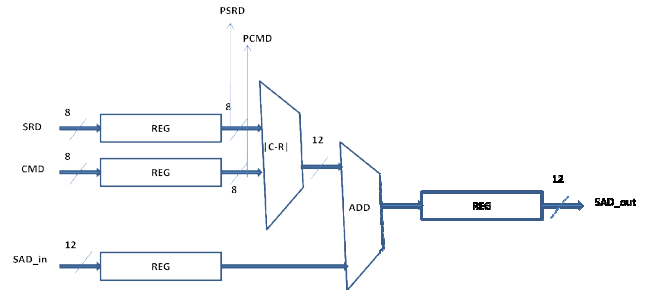 PSRD
PCMD
8
SRD
REG
8
8
CMD
REG
8
|C-R|
12
ADD
12
REG
SAD_out
12
SAD_in
REG